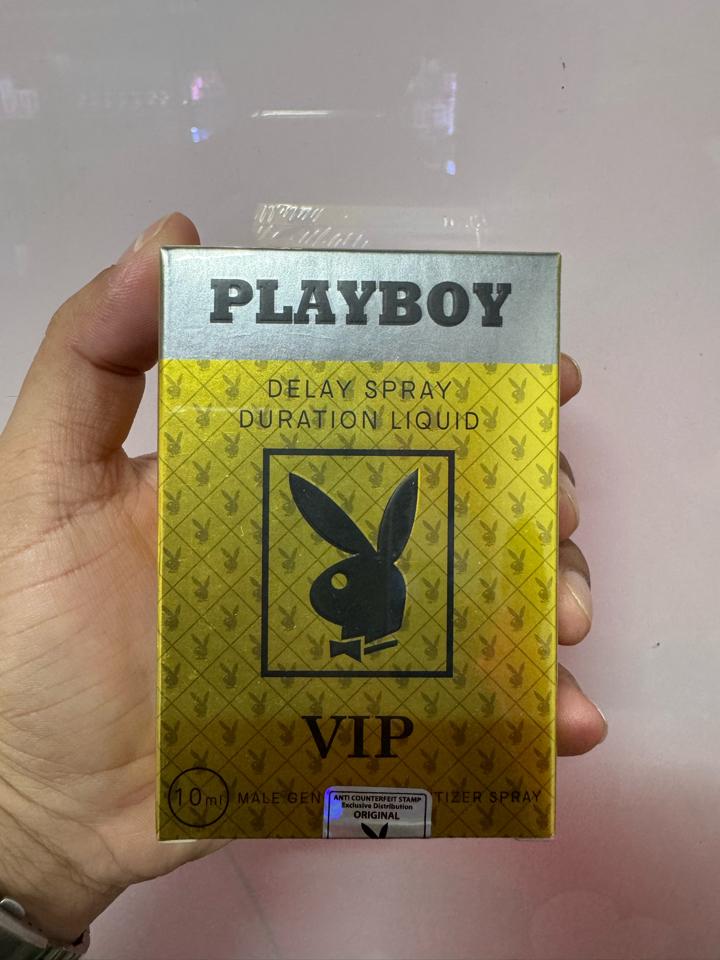 PLAYBOY
DELAY SPRAY
DURATION LIQUID
VIP
10ml MALE GEN TIZER SPRAY
ANTI COUNTERFEIT STAMP
Exclusive Distribution
ORIGINAL